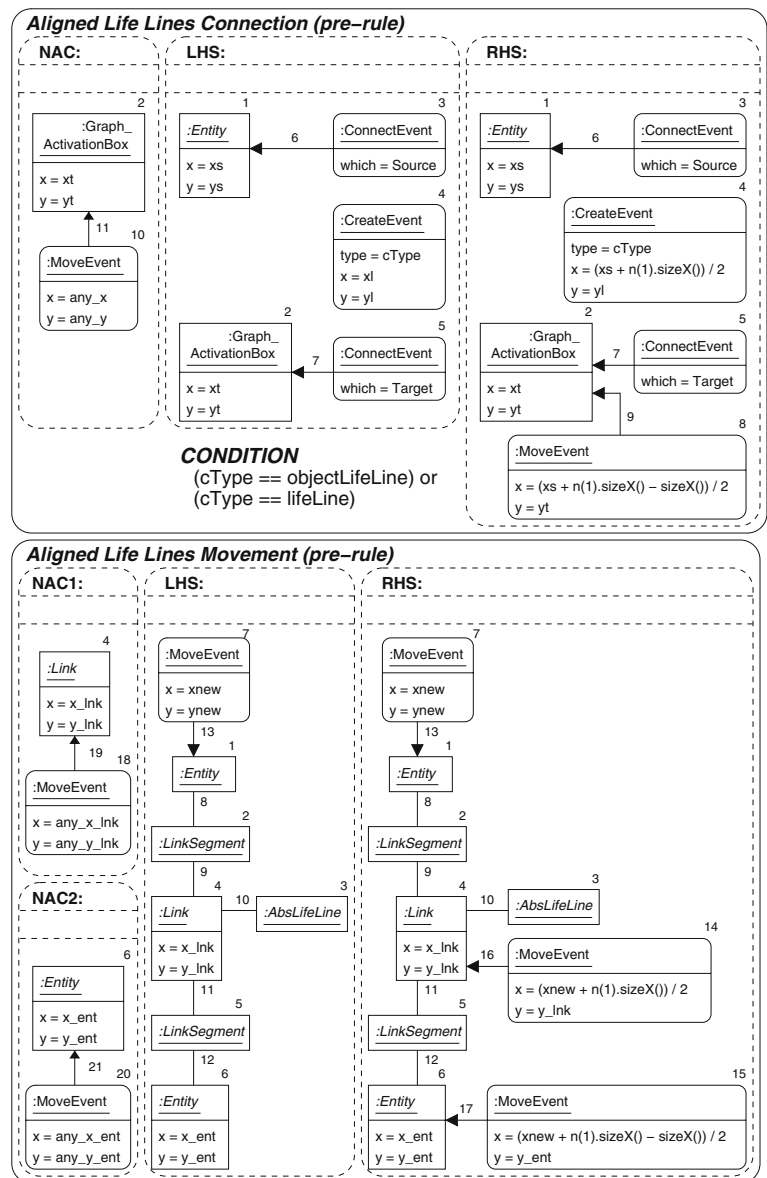 Aligned Life Lines Connection (pre−rule)
NAC:
2
:Graph_
ActivationBox
x = xt
y = yt
11
10
:MoveEvent
x = any_x
y = any_y
LHS:
1
:Entity
x = xs
y = ys
6
3
:ConnectEvent
which = Source
4
:CreateEvent
type = cType
x = xl
y = yl
2
:Graph_
ActivationBox
x = xt
y = yt
7
5
:ConnectEvent
which = Target
CONDITION
(cType == objectLifeLine) or
(cType == lifeLine)
RHS:
1
:Entity
x = xs
y = ys
6
3
:ConnectEvent
which = Source
4
:CreateEvent
type = cType
x = (xs + n(1).sizeX()) / 2
y = yl
2
:Graph_
ActivationBox
x = xt
y = yt
7
5
:ConnectEvent
which = Target
9
8
:MoveEvent
x = (xs + n(1).sizeX() − sizeX()) / 2
y = yt
Aligned Life Lines Movement (pre−rule)
NAC1:
4
:Link
x = x_lnk
y = y_lnk
19
18
:MoveEvent
x = any_x_lnk
y = any_y_lnk
NAC2:
6
:Entity
x = x_ent
y = y_ent
21
20
:MoveEvent
x = any_x_ent
y = any_y_ent
LHS:
7
:MoveEvent
x = xnew
y = ynew
13
1
:Entity
8
2
:LinkSegment
9
4
:Link
x = x_lnk
y = y_lnk
10
3
:AbsLifeLine
11
5
:LinkSegment
12
6
:Entity
x = x_ent
y = y_ent
RHS:
7
:MoveEvent
x = xnew
y = ynew
13
1
:Entity
8
2
:LinkSegment
9
4
:Link
x = x_lnk
y = y_lnk
10
3
:AbsLifeLine
16
14
:MoveEvent
x = (xnew + n(1).sizeX()) / 2
y = y_lnk
11
5
:LinkSegment
12
6
:Entity
x = x_ent
y = y_ent
17
15
:MoveEvent
x = (xnew + n(1).sizeX() − sizeX()) / 2
y = y_ent